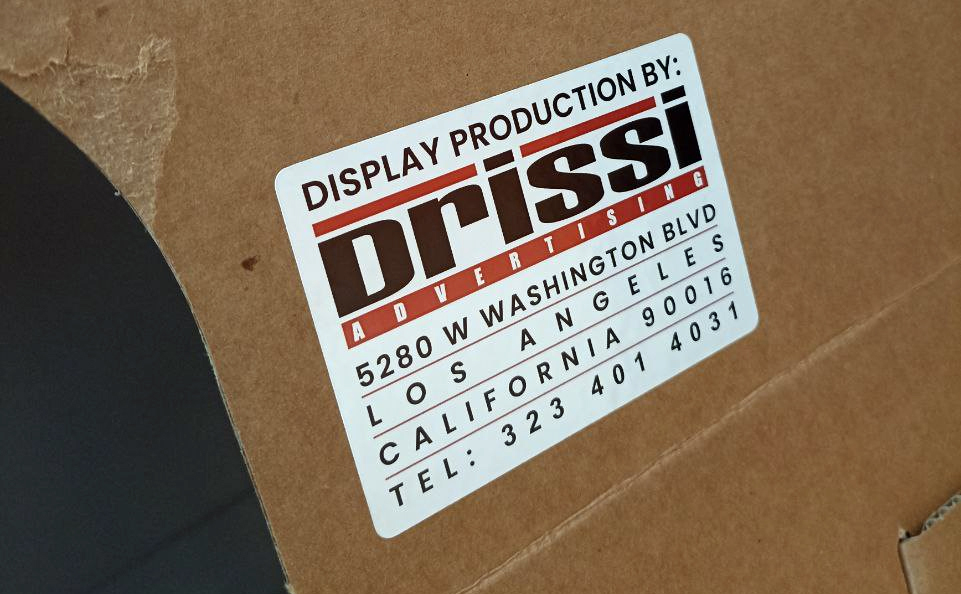 DISPLAY PRODUCTION BY:
Drissi
ADVERTISING
5280 W WASHINGTON BLVD
LOS ANGELES
CALIFORNIA 90016
TEL: 323 401 4031